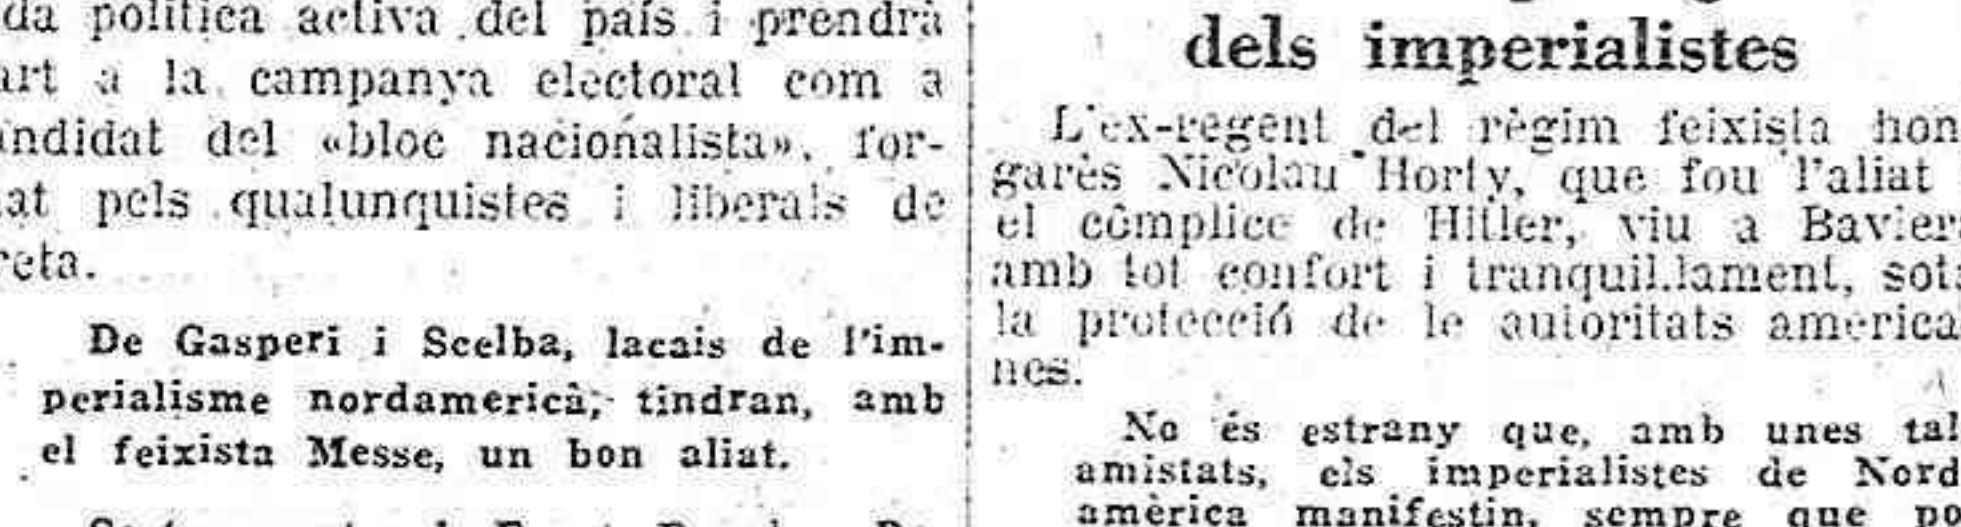 da política activa del país i prendrà
art a la campanya electoral com a
andidat del «bloc nacionalista», for-
at pels qualunquistes i liberals de
reta.
De Gasperi i Scelba, lacais de l'im-
perialisme nordamericà, tindran, amb
el feixista Messe, un bon aliat.
dels imperialistes
L'ex-regent del règim feixista hon
garès Nicolau Horty, que fou l'aliat
el còmplice de Hitler, viu a Bavier
amb tot confort i tranquil.lament, sot
la protecció de le autoritats america
nes.
No és estrany que, amb unes tal
amistats, els imperialistes de Nord
amèrica manifestin, sempre que po